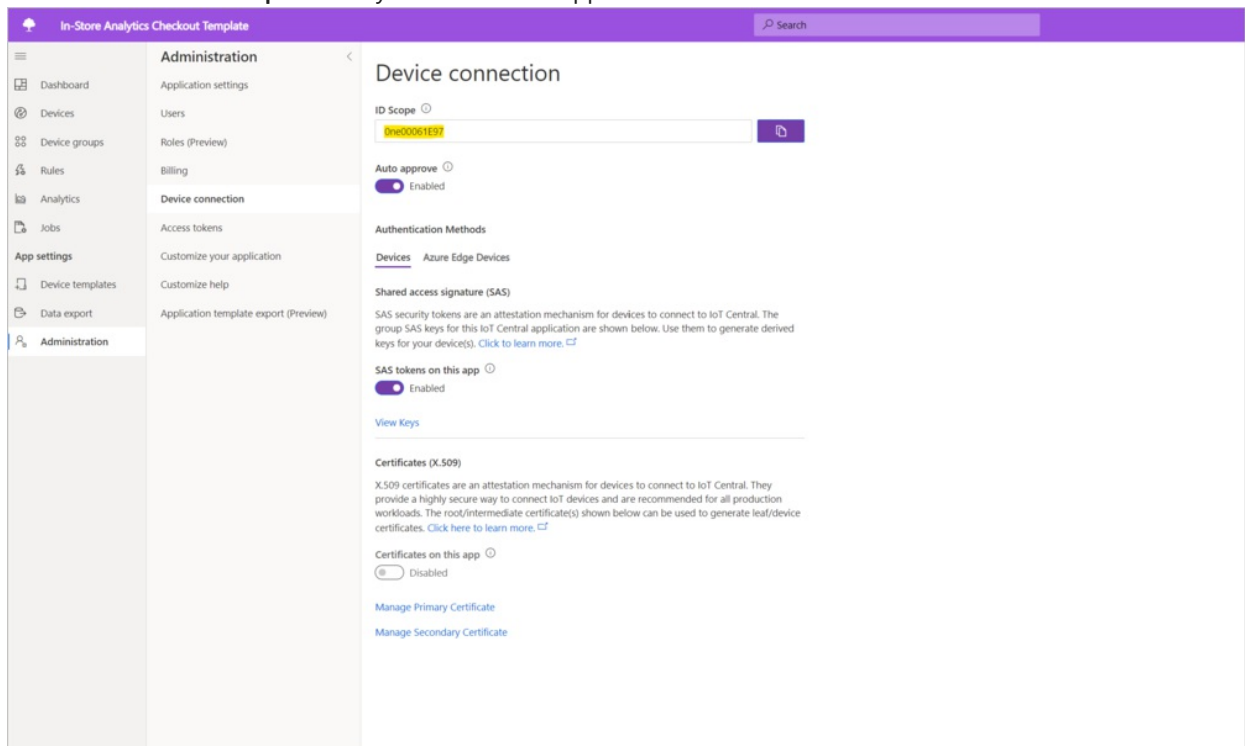 In-Store Analytics Checkout Template
Search
Dashboard
Devices
Device groups
Rules
Analytics
Jobs
App settings
Device templates
Data export
Administration
Administration
Application settings
Users
Roles (Preview)
Billing
Device connection
Access tokens
Customize your application
Customize help
Application template export (Preview)
Device connection
ID Scope
0ne00061E97
Auto approve
Enabled
Authentication Methods
Devices Azure Edge Devices
Shared access signature (SAS)
SAS security tokens are an attestation mechanism for devices to connect to IoT Central. The
group SAS keys for this IoT Central application are shown below. Use them to generate derived
keys for your device(s). Click to learn more.
SAS tokens on this app
Enabled
View Keys
Certificates (X.509)
X.509 certificates are an attestation mechanism for devices to connect to IoT Central. They
provide a highly secure way to connect IoT devices and are recommended for all production
workloads. The root/intermediate certificate(s) shown below can be used to generate leaf/device
certificates. Click here to learn more.
Certificates on this app
Disabled
Manage Primary Certificate
Manage Secondary Certificate